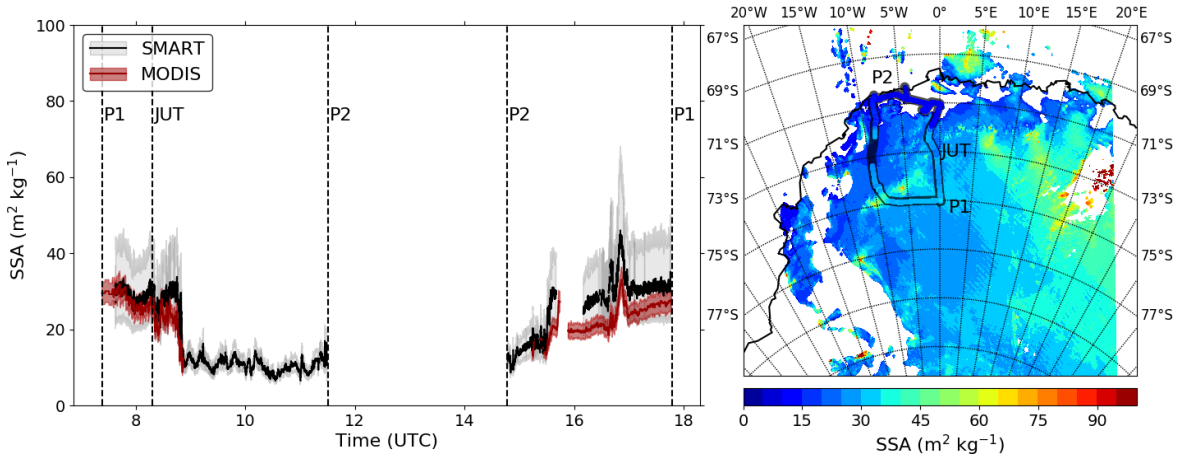 100
80
60
40
20
0
SSA (m² kg⁻¹)
SMART
MODIS
P1
JUT
P2
P2
P1
8
10
12
14
16
18
Time (UTC)
20°W 15°W 10°W 5°W 0° 5°E 10°E 15°E 20°E
67°S
69°S
71°S
73°S
75°S
77°S
67°S
69°S
71°S
73°S
75°S
77°S
P2
JUT
P1
0 15 30 45 60 75 90
SSA (m² kg⁻¹)